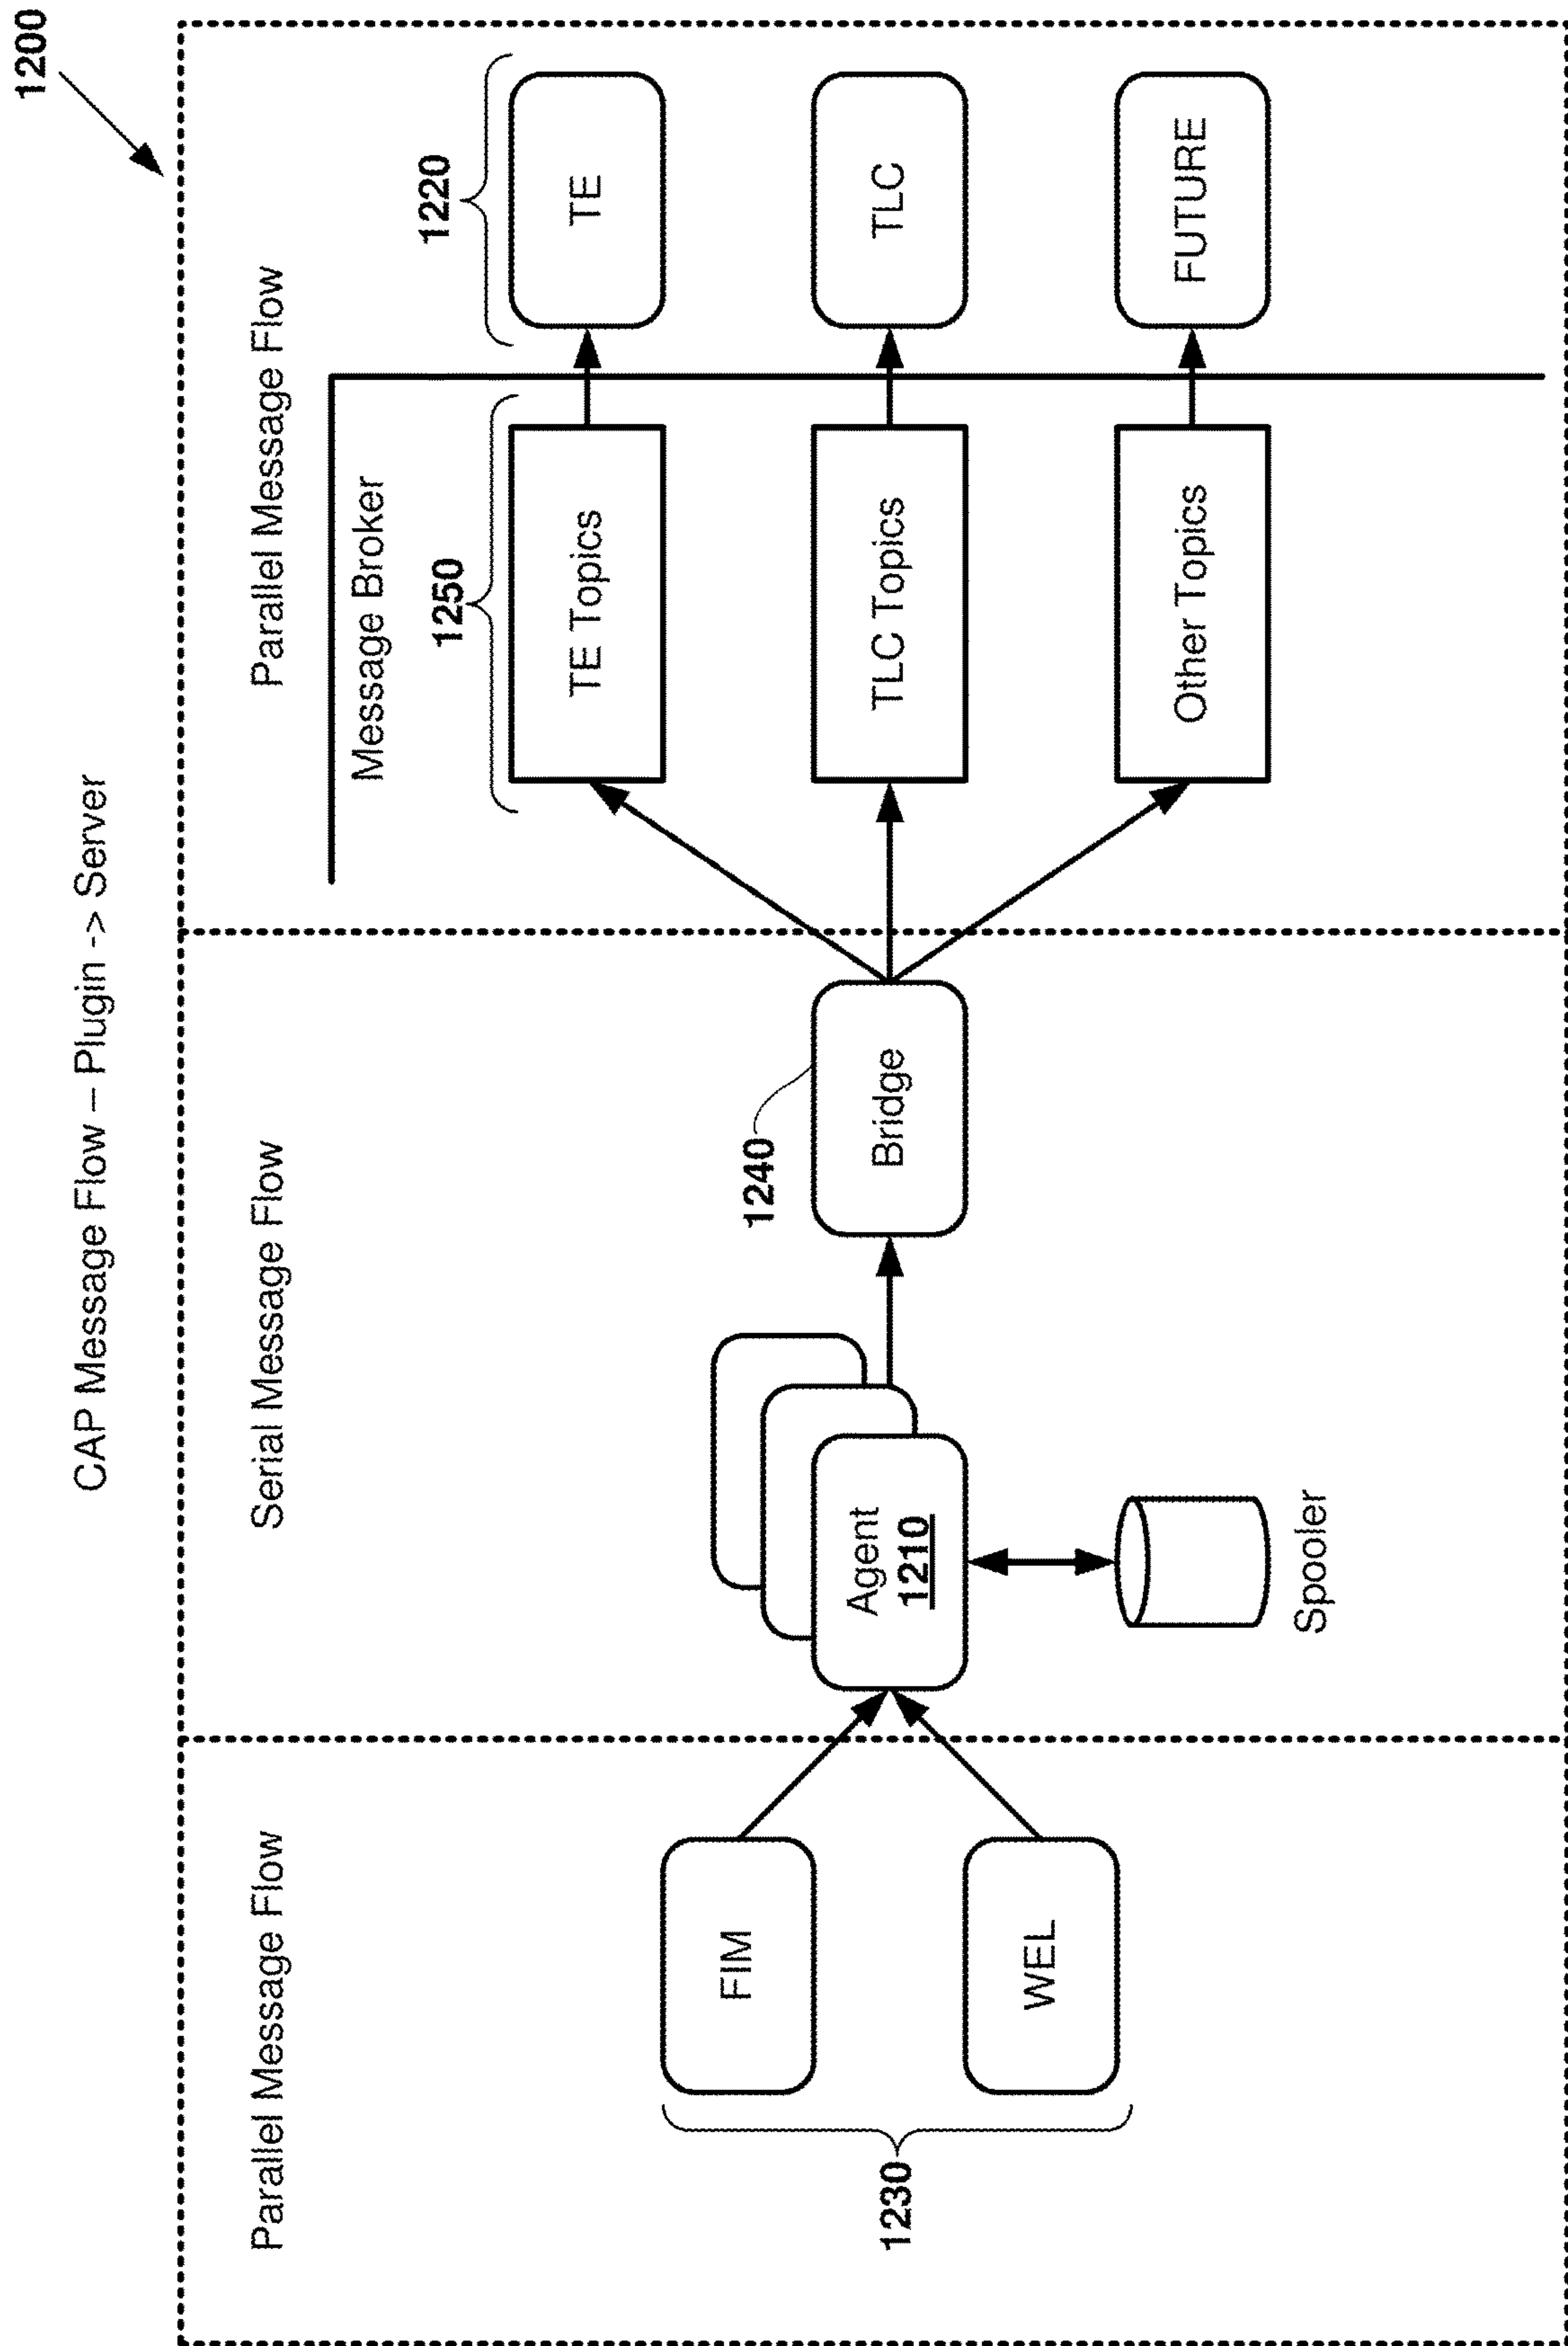 1200
CAP Message Flow – Plugin -> Server
Parallel Message Flow
Serial Message Flow
Parallel Message Flow
Message Broker
1230
FIM
WEL
Agent
1210
Spooler
1240
Bridge
1250
TE Topics
TLC Topics
Other Topics
1220
TE
TLC
FUTURE